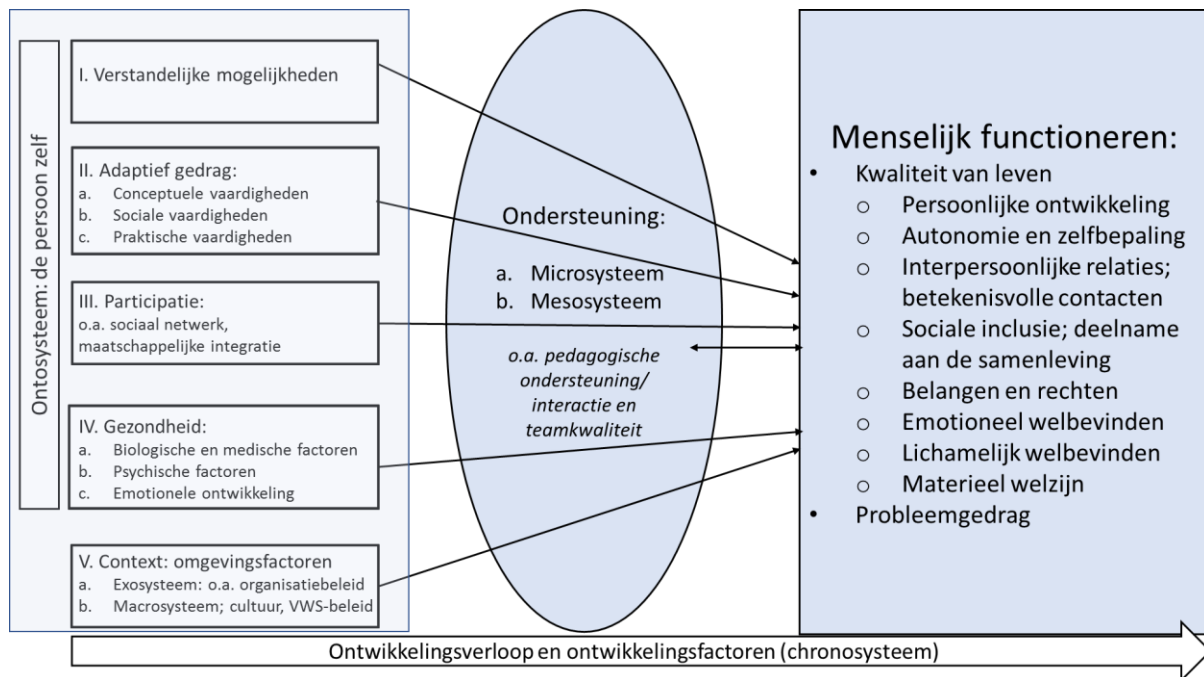 Ontosysteem: de persoon zelf
I. Verstandelijke mogelijkheden
II. Adaptief gedrag:
a. Conceptuele vaardigheden
b. Sociale vaardigheden
c. Praktische vaardigheden
III. Participatie:
o.a. sociaal netwerk,
maatschappelijke integratie
IV. Gezondheid:
a. Biologische en medische factoren
b. Psychische factoren
c. Emotionele ontwikkeling
V. Context: omgevingsfactoren
a. Exosysteem: o.a. organisatiebeleid
b. Macrosysteem; cultuur, VWS-beleid
Ondersteuning:
a. Microsysteem
b. Mesosysteem
o.a. pedagogische
ondersteuning/
interactie en
teamkwaliteit
Menselijk functioneren:
• Kwaliteit van leven
o Persoonlijke ontwikkeling
o Autonomie en zelfbepaling
o Interpersoonlijke relaties;
betekenisvolle contacten
o Sociale inclusie; deelname
aan de samenleving
o Belangen en rechten
o Emotioneel welbevinden
o Lichamelijk welbevinden
o Materieel welzijn
• Probleemgedrag
Ontwikkelingsverloop en ontwikkelingsfactoren (chronosysteem)